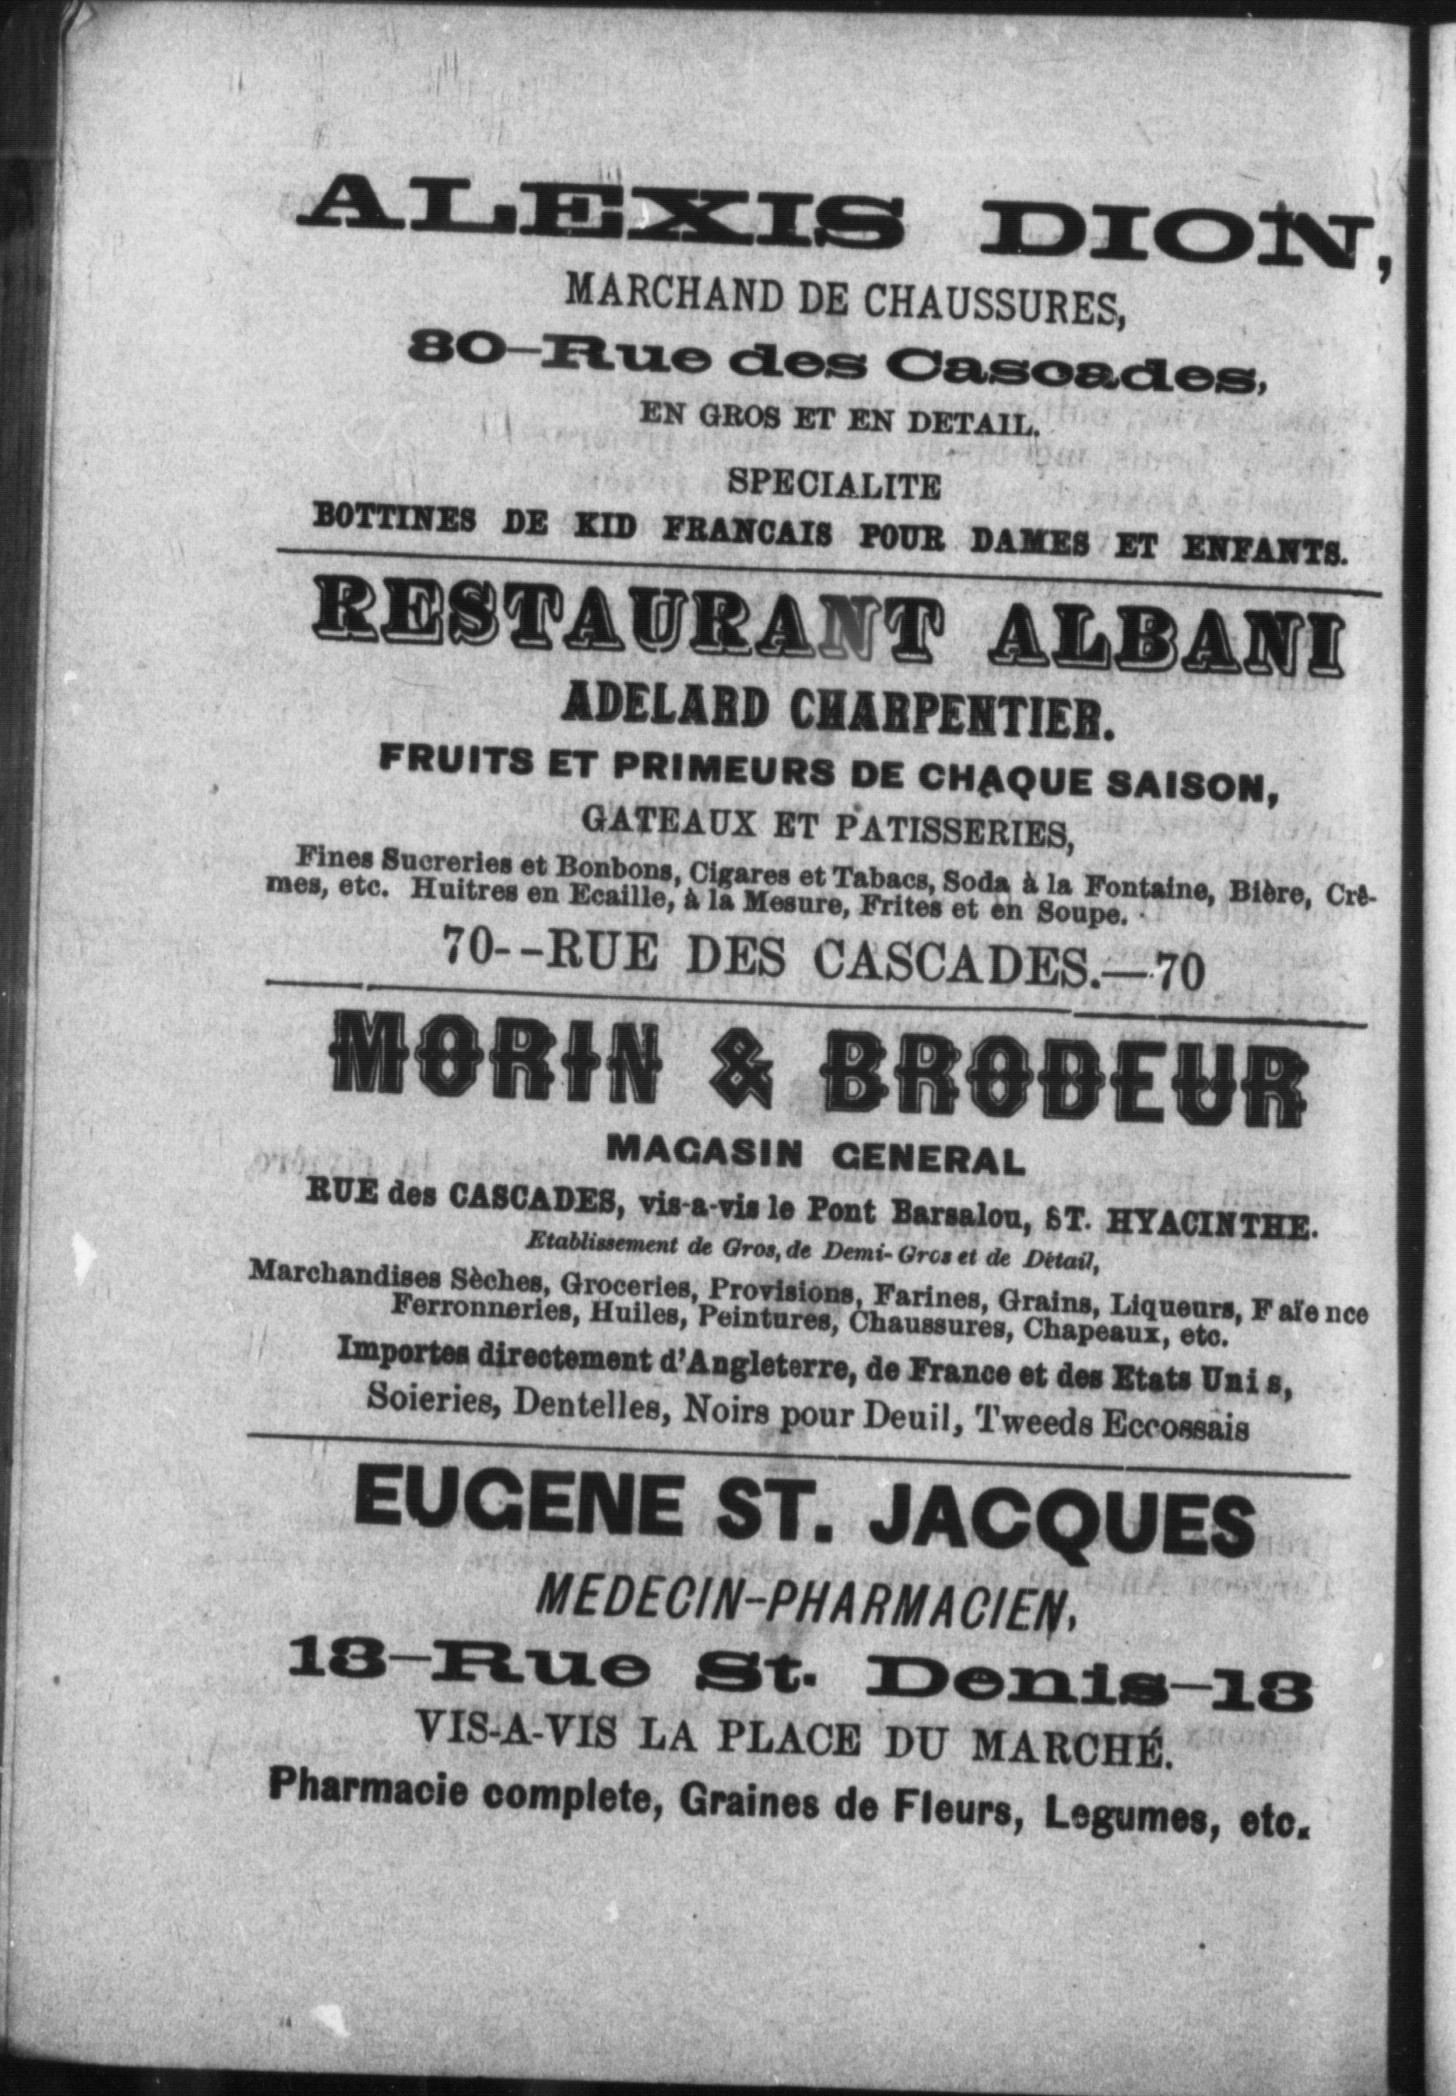 ALEXIS DION,
MARCHAND DE CHAUSSURES,
80—Rue des Cascades,
EN GROS ET EN DETAIL.
SPECIALITE
BOTTINES DE KID FRANCAIS POUR DAMES ET ENFANTS.
RESTAURANT ALBANI
ADELARD CHARPENTIER.
FRUITS ET PRIMEURS DE CHAQUE SAISON,
GATEAUX ET PATISSERIES,
Fines Sucreries et Bonbons, Cigares et Tabacs, Soda à la Fontaine, Bière, Crê-
mes, etc. Huitres en Ecaille, à la Mesure, Frites et en Soupe.
70--RUE DES CASCADES.—70
MORIN & BRODEUR
MAGASIN GENERAL
RUE des CASCADES, vis-a-vis le Pont Barsalou, ST. HYACINTHE.
Etablissement de Gros, de Demi-Gros et de Détail,
Marchandises Sèches, Groceries, Provisions, Farines, Grains, Liqueurs, Faïence
Ferronneries, Huiles, Peintures, Chaussures, Chapeaux, etc.
Importes directement d'Angleterre, de France et des Etats Unis,
Soieries, Dentelles, Noirs pour Deuil, Tweeds Eccossais
EUGENE ST. JACQUES
MEDECIN-PHARMACIEN,
13—Rue St. Denis—13
VIS-A-VIS LA PLACE DU MARCHÉ.
Pharmacie complete, Graines de Fleurs, Legumes, etc.